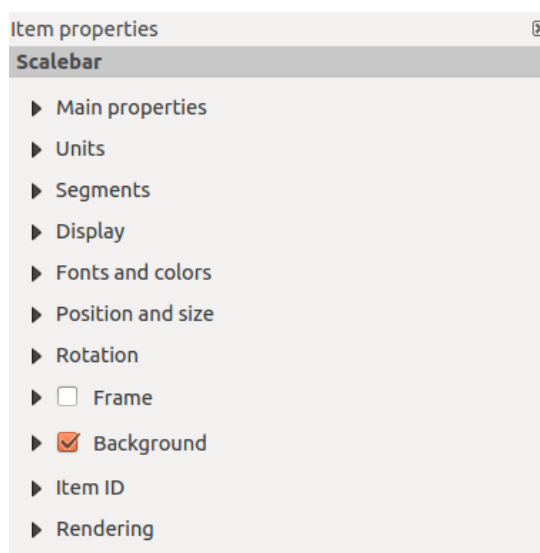 Item properties
Scalebar
Main properties
Units
Segments
Display
Fonts and colors
Position and size
Rotation
Frame
Background
Item ID
Rendering